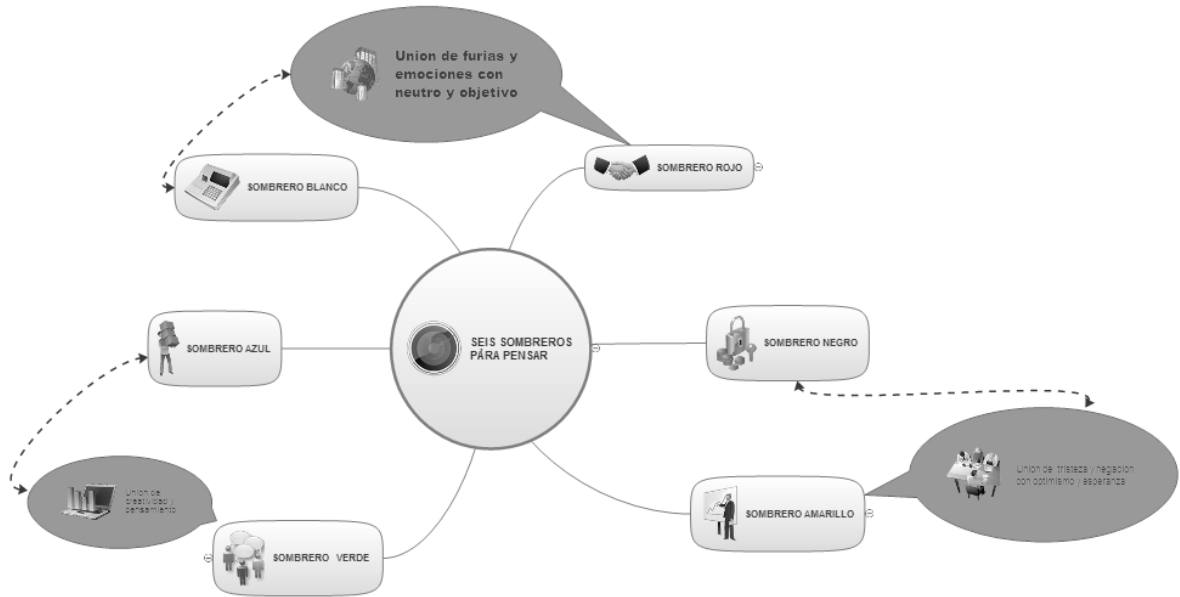 Union de furias y
emociones con
neutro y objetivo
SOMBRERO ROJO
SOMBRERO BLANCO
SEIS SOMBREROS
PÁRA PENSAR
SOMBRERO AZUL
SOMBRERO NEGRO
Union de tristeza y negacion
con optimismo y esperanza
Union de
creatividad y
pensamiento
SOMBRERO AMARILLO
SOMBRERO VERDE